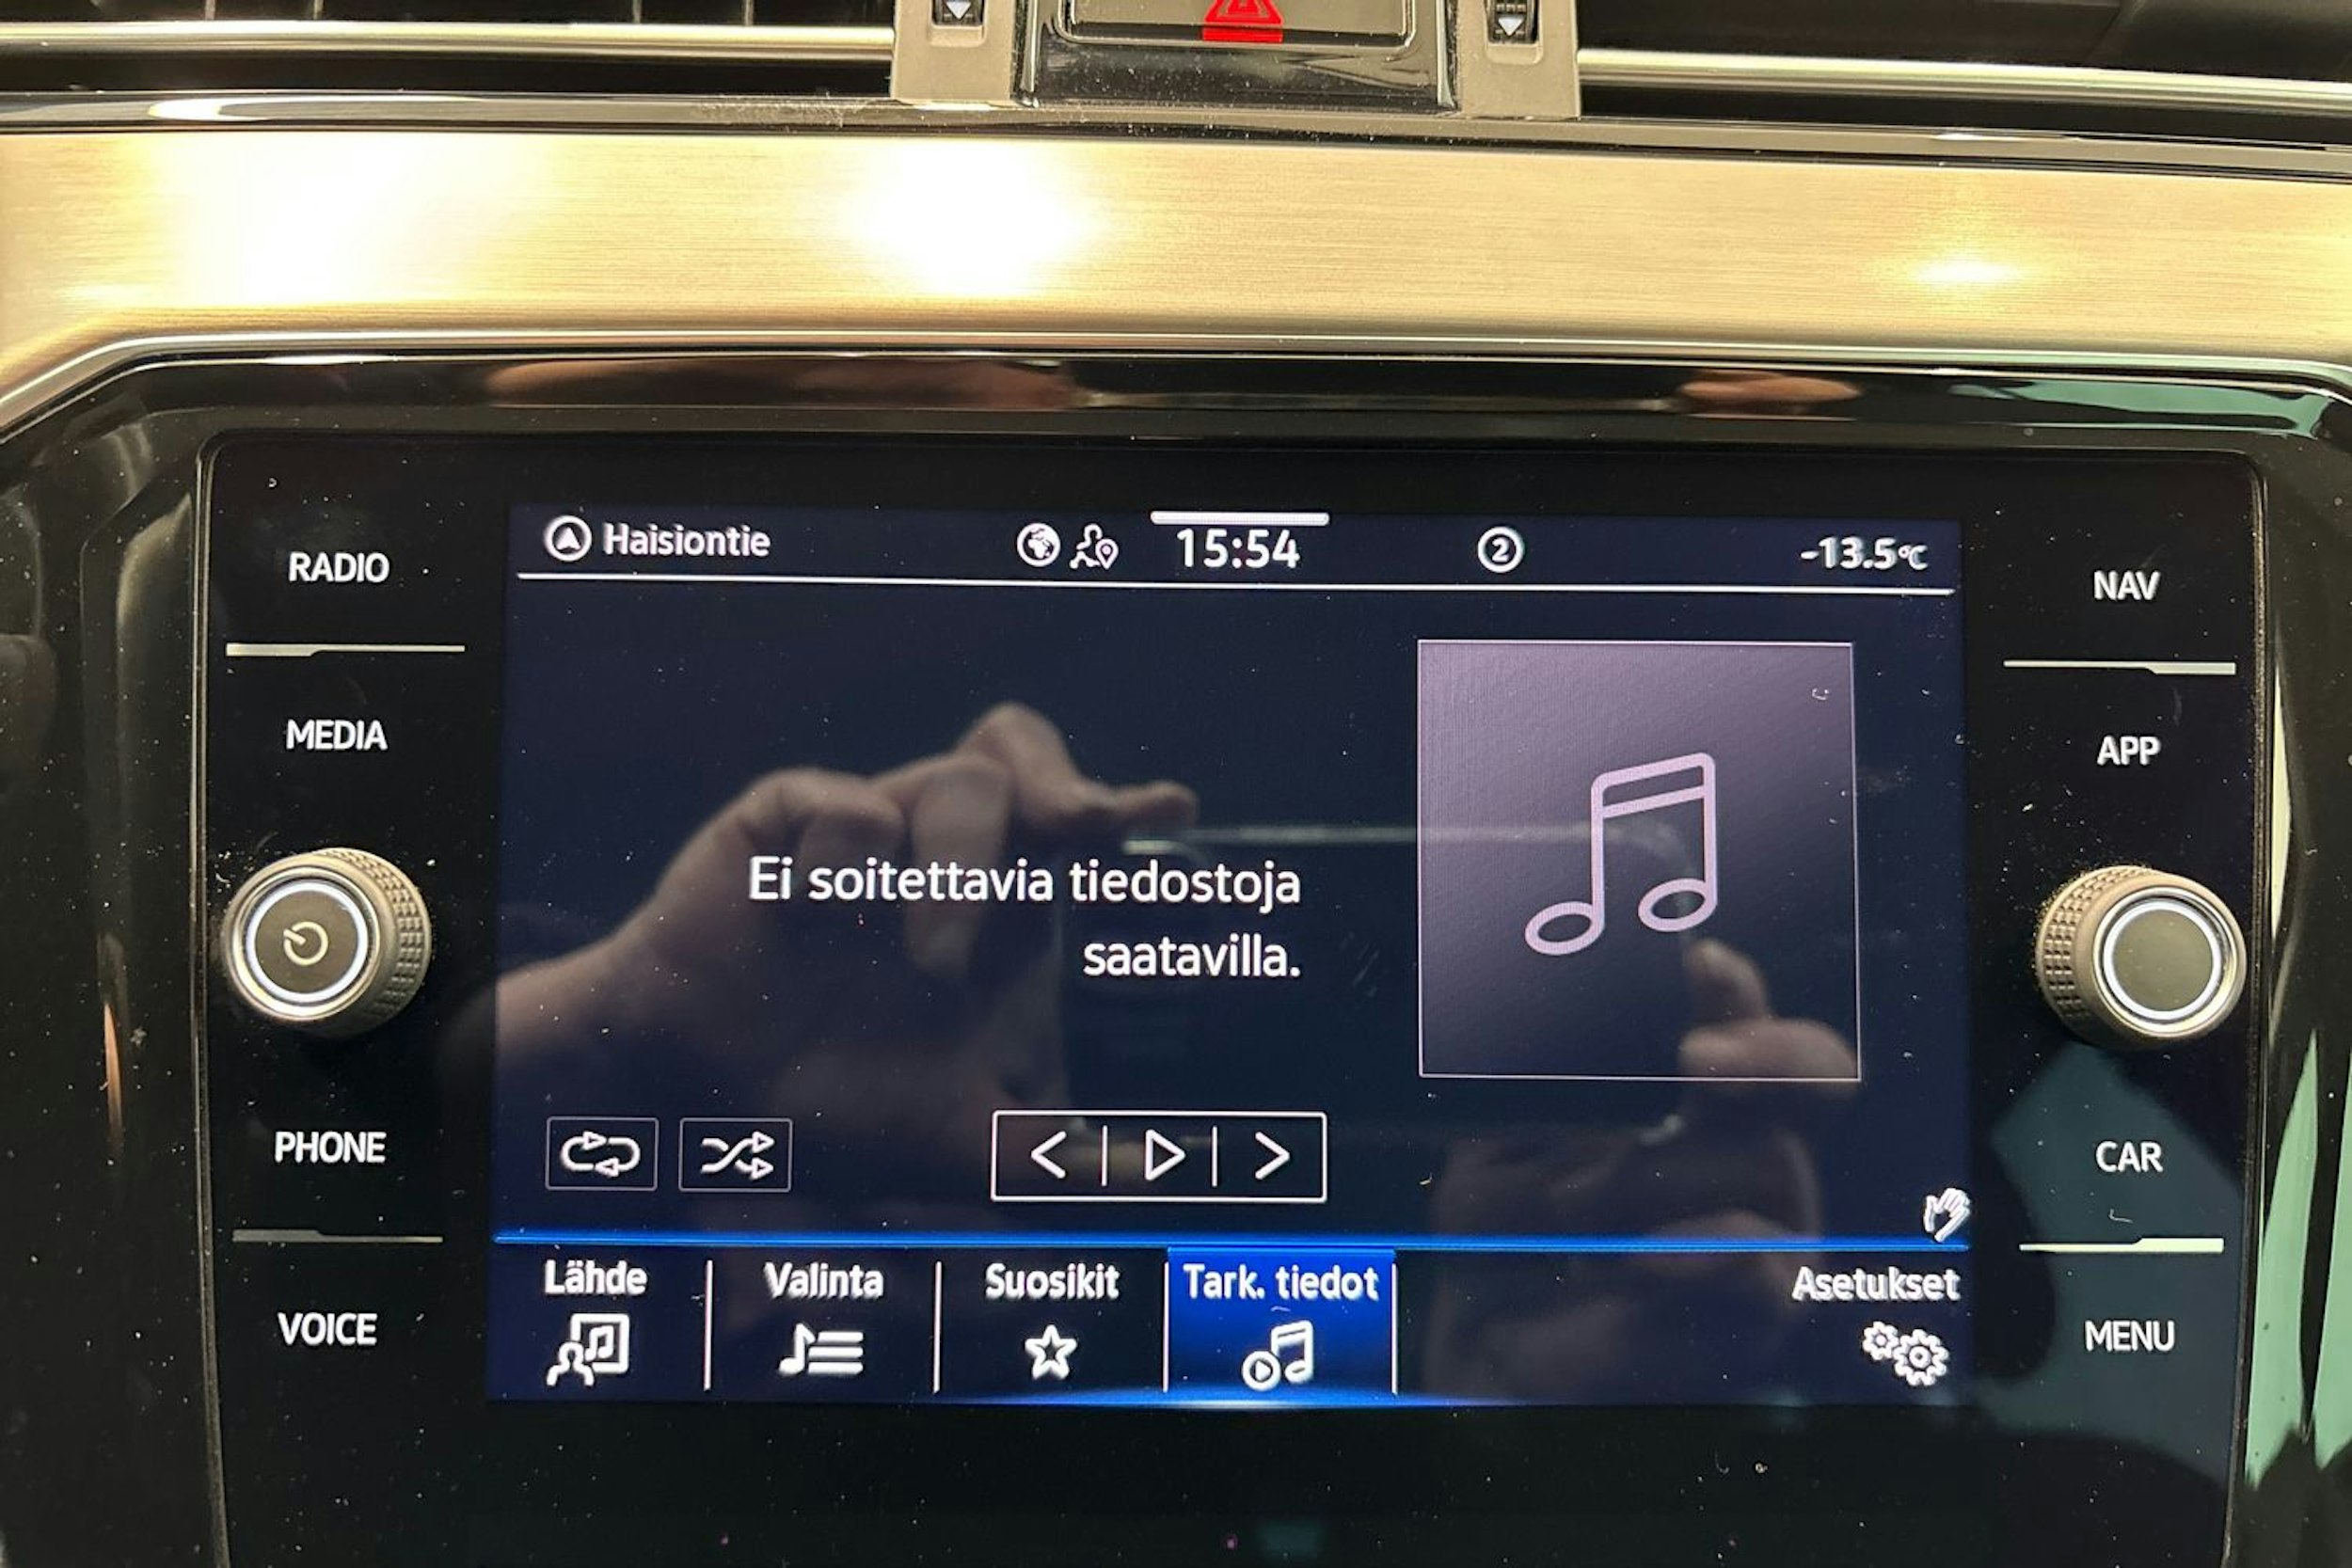 Haisiontie 15:54 2 -13.5°C
RADIO
MEDIA
PHONE
VOICE
Ei soitettavia tiedostoja
saatavilla.
Lähde Valinta Suosikit Tark. tiedot Asetukset
NAV
APP
CAR
MENU